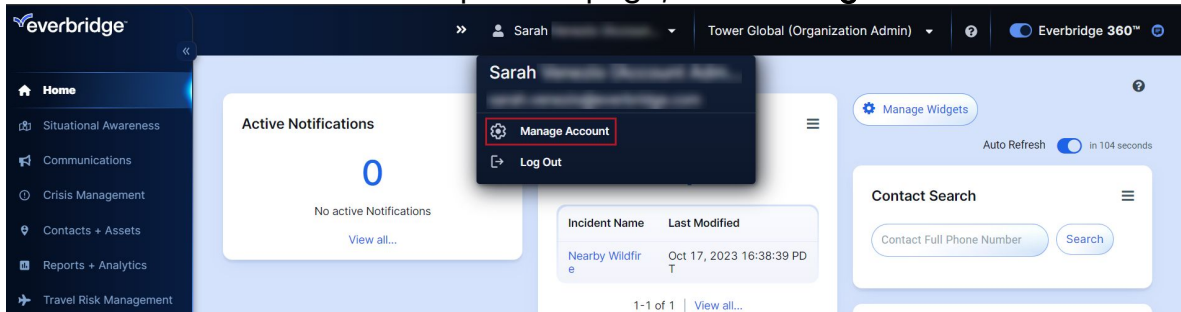 everbridge
Sarah
Tower Global (Organization Admin)
Everbridge 360™
Sarah
Manage Account
Log Out
Home
Situational Awareness
Communications
Crisis Management
Contacts + Assets
Reports + Analytics
Travel Risk Management
Active Notifications
0
No active Notifications
View all...
Incident Name Last Modified
Nearby Wildfir
e
Oct 17, 2023 16:38:39 PD
T
1-1 of 1 | View all...
Manage Widgets
Auto Refresh in 104 seconds
Contact Search
Contact Full Phone Number Search